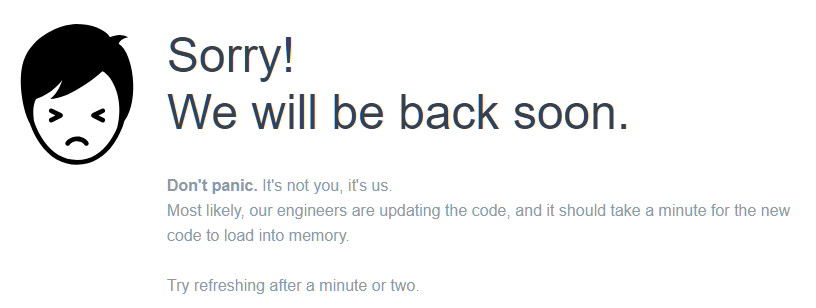 Sorry!
We will be back soon.
Don't panic. It's not you, it's us.
Most likely, our engineers are updating the code, and it should take a minute for the new
code to load into memory.
Try refreshing after a minute or two.